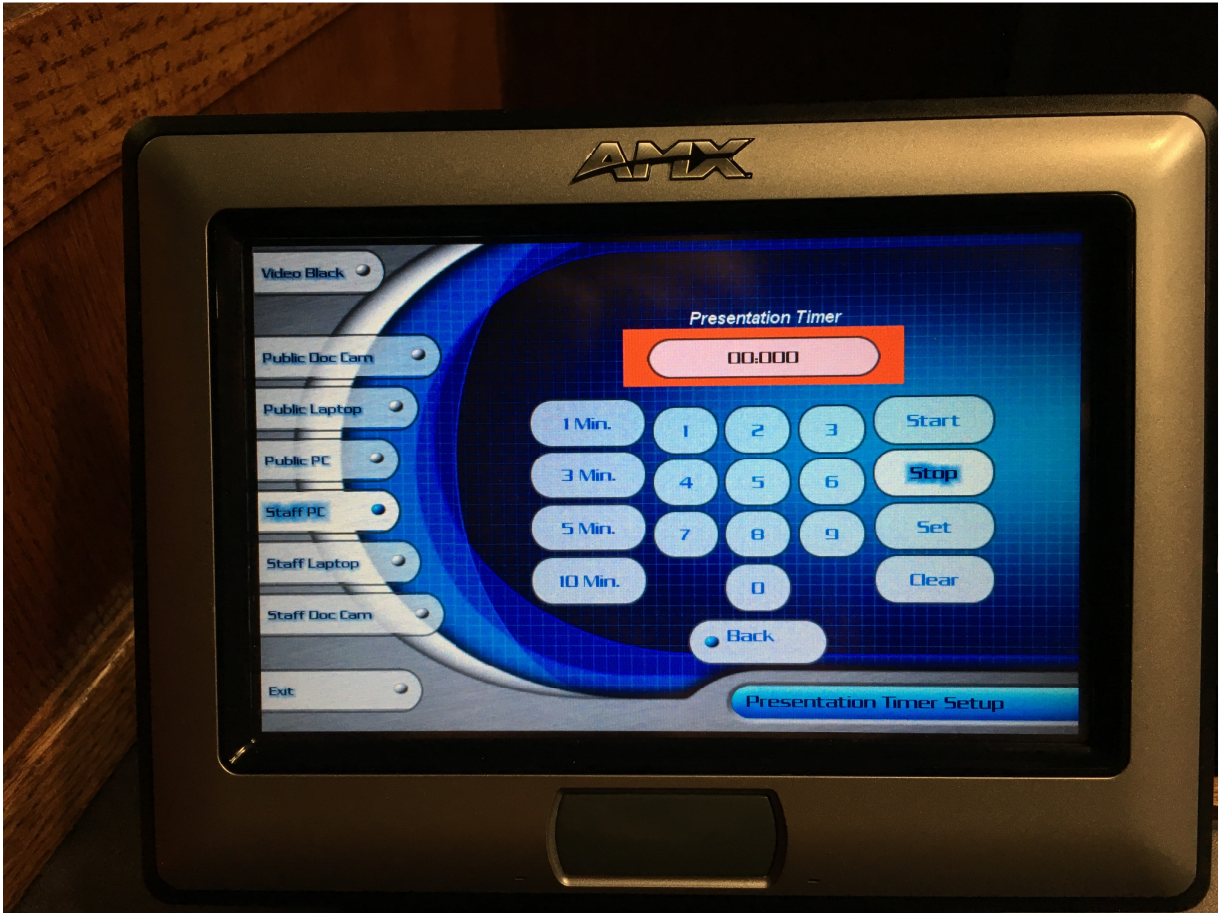 AMX
Video Black
Public Doc Cam
Public Laptop
Public PC
Staff PC
Staff Laptop
Staff Doc Cam
Exit
Presentation Timer
00:000
1 Min.
1
2
3
Start
3 Min.
4
5
6
Stop
5 Min.
7
8
9
Set
10 Min.
0
Clear
Back
Presentation Timer Setup